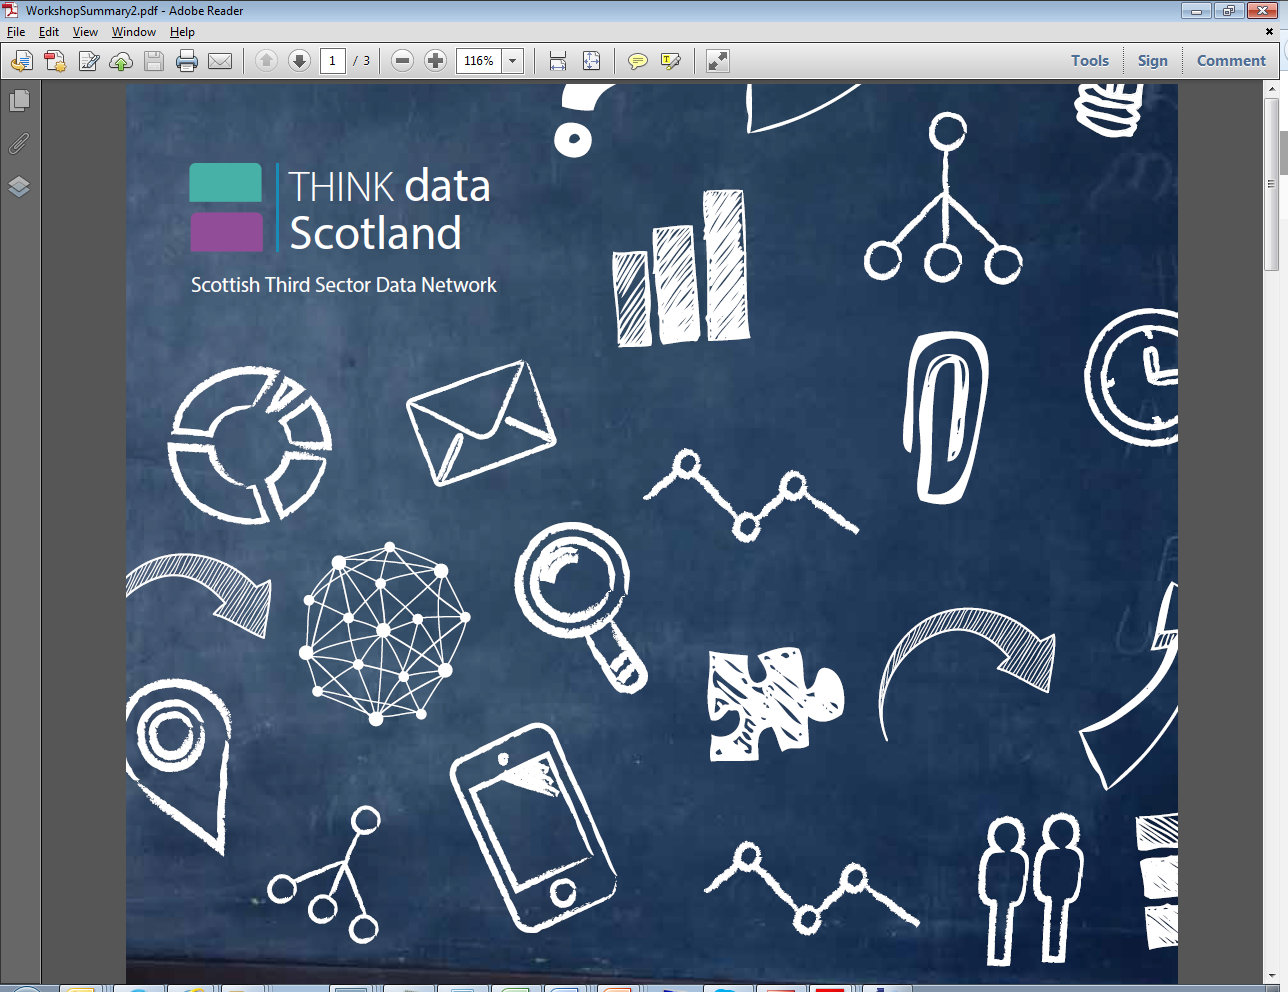 WorkshopSummary2.pdf - Adobe Reader
File Edit View Window Help
1 / 3 116% Tools Sign Comment
THINK data
Scotland
Scottish Third Sector Data Network